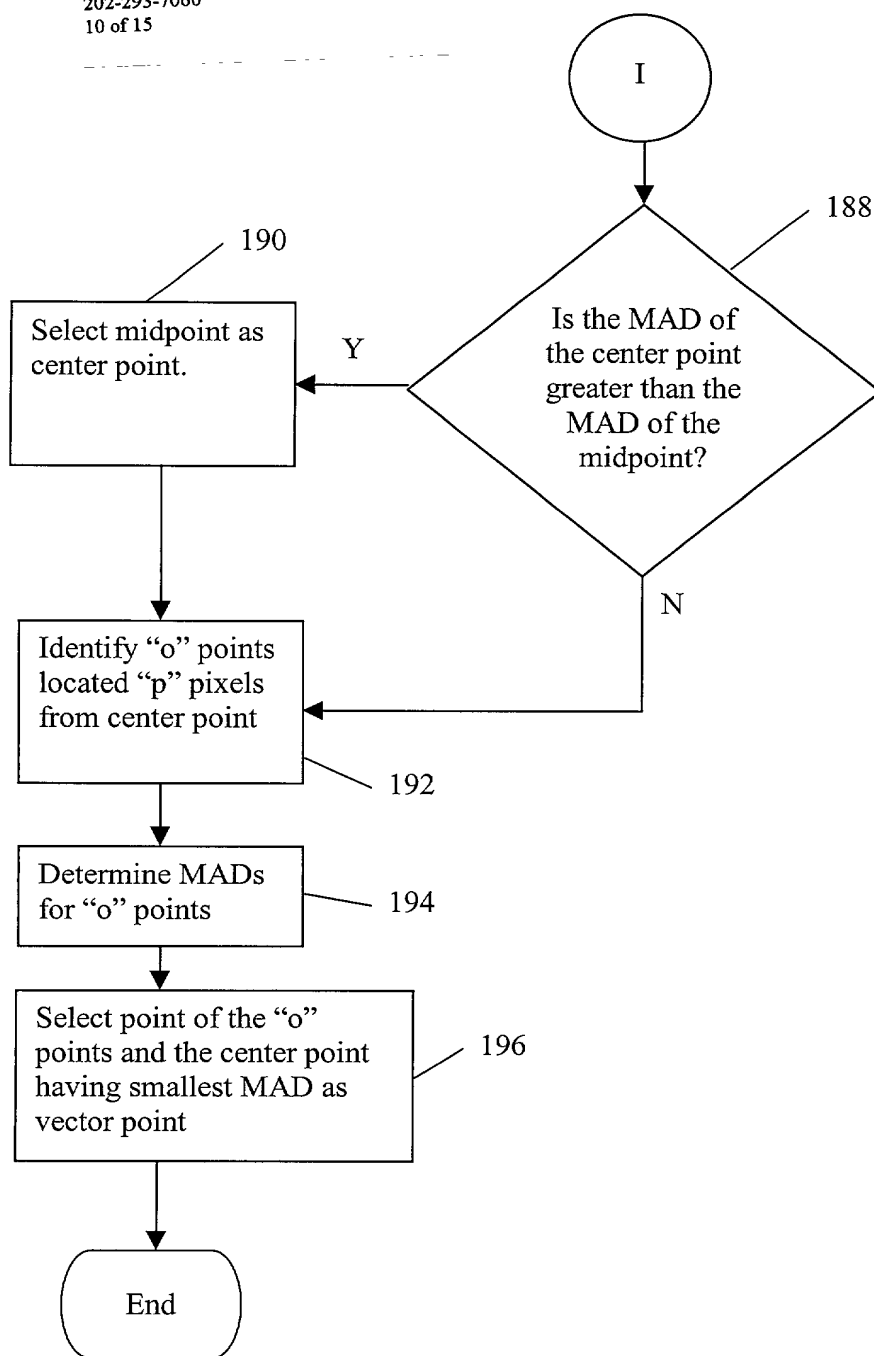 10 of 15
I
188
190
Select midpoint as
center point.
Y
Is the MAD of
the center point
greater than the
MAD of the
midpoint?
N
Identify “o” points
located “p” pixels
from center point
192
Determine MADs
for “o” points
194
Select point of the “o”
points and the center point
having smallest MAD as
vector point
196
End